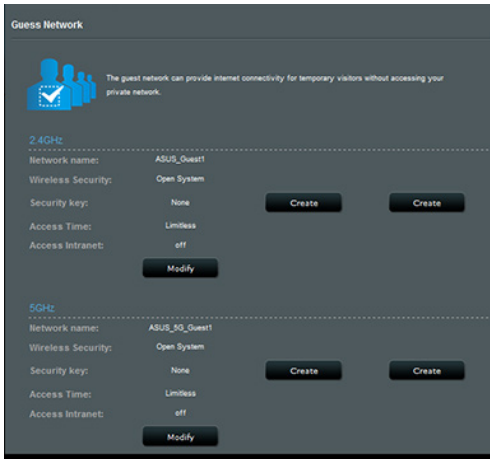 Guess Network
The guest network can provide internet connectivity for temporary visitors without accessing your
private network.
2.4GHz
Network name: ASUS_Guest1
Wireless Security: Open System
Security key: None Create Create
Access Time: Limitless
Access Intranet: off
Modify
5GHz
Network name: ASUS_5G_Guest1
Wireless Security: Open System
Security key: None Create Create
Access Time: Limitless
Access Intranet: off
Modify